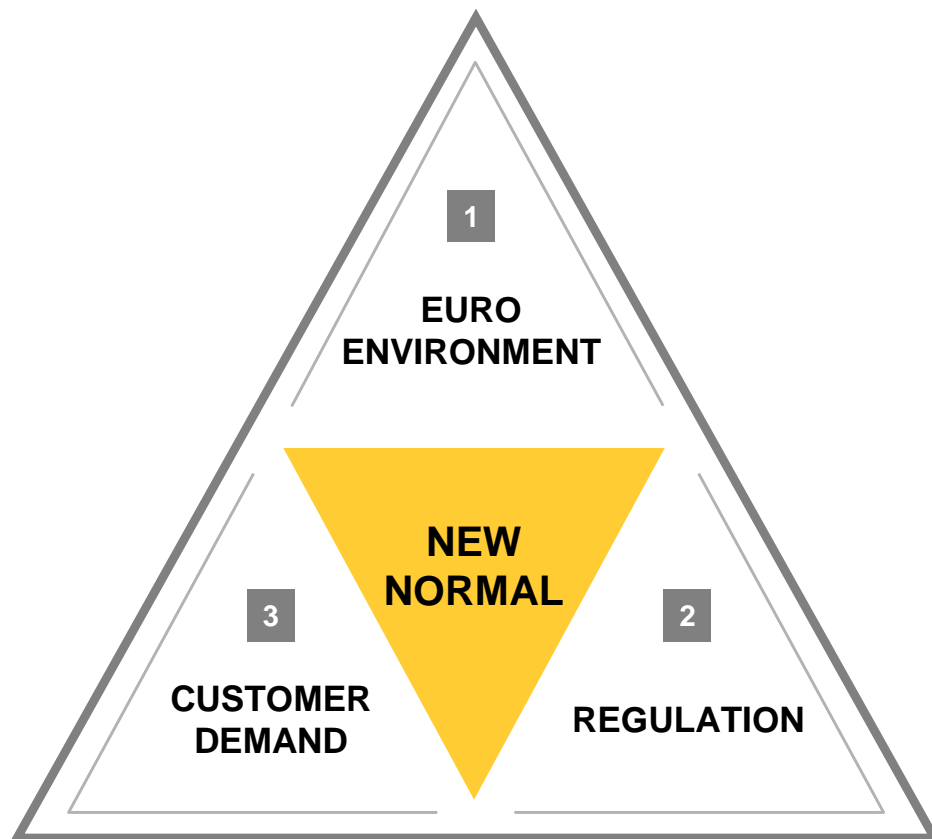 1
EURO
ENVIRONMENT
NEW
NORMAL
3
2
CUSTOMER
DEMAND
REGULATION